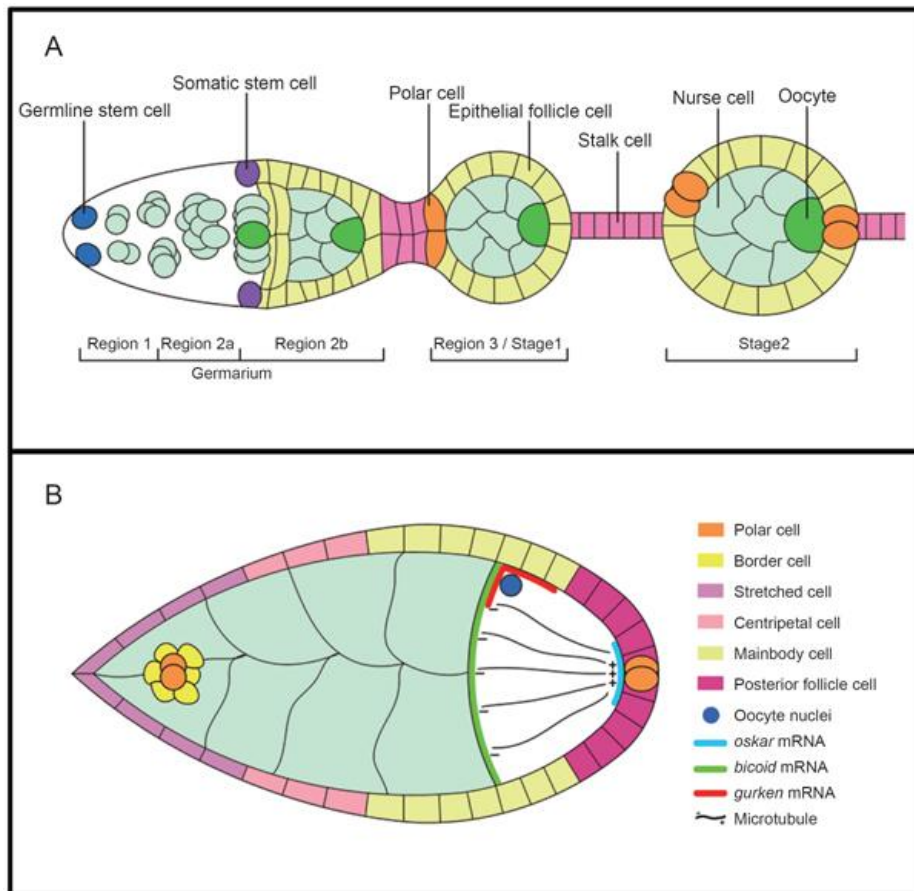 A
Germline stem cell
Somatic stem cell
Polar cell
Epithelial follicle cell
Stalk cell
Nurse cell
Oocyte
Region 1
Region 2a
Region 2b
Region 3 / Stage1
Stage2
Germarium
B
Polar cell
Border cell
Stretched cell
Centripetal cell
Mainbody cell
Posterior follicle cell
Oocyte nuclei
oskar mRNA
bicoid mRNA
gurken mRNA
Microtubule